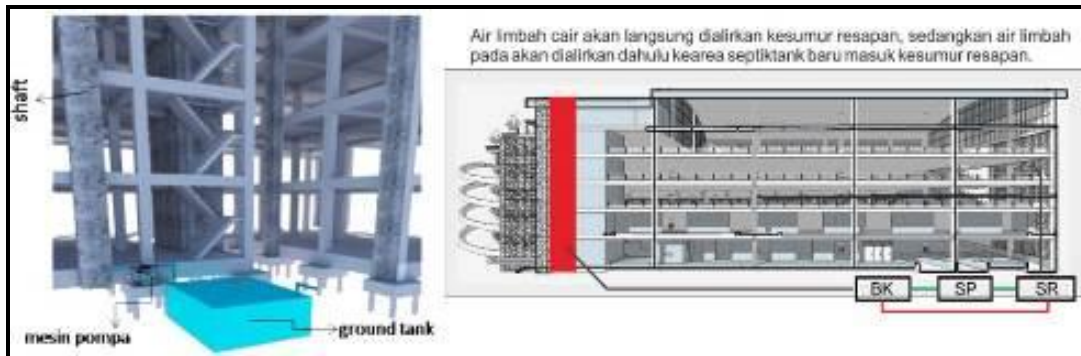 shaft
mesin pompa
ground tank
Air limbah cair akan langsung dialirkan kesumur resapan, sedangkan air limbah
pada akan dialirkan dahulu kearea septiktank baru masuk kesumur resapan.
BK
SP
SR